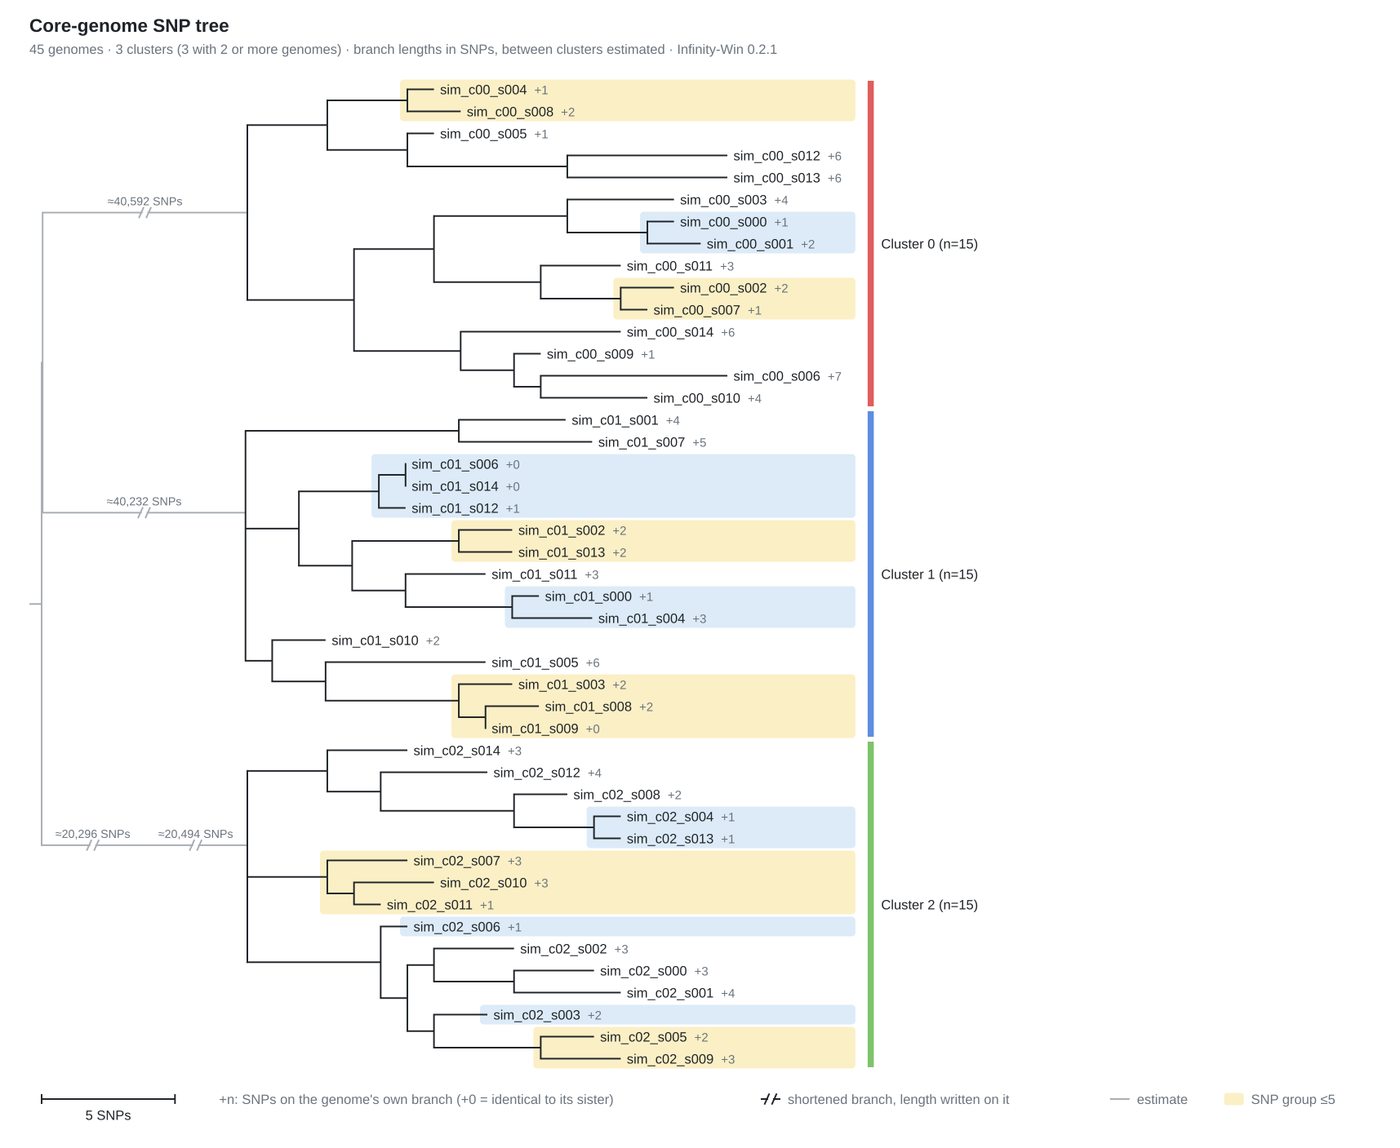 Core-genome SNP tree
45 genomes · 3 clusters (3 with 2 or more genomes) · branch lengths in SNPs, between clusters estimated · Infinity-Win 0.2.1
sim_c00_s004 +1
sim_c00_s008 +2
sim_c00_s005 +1
sim_c00_s012 +6
sim_c00_s013 +6
≈40,592 SNPs
sim_c00_s003 +4
sim_c00_s000 +1
sim_c00_s001 +2
Cluster 0 (n=15)
sim_c00_s011 +3
sim_c00_s002 +2
sim_c00_s007 +1
sim_c00_s014 +6
sim_c00_s009 +1
sim_c00_s006 +7
sim_c00_s010 +4
sim_c01_s001 +4
sim_c01_s007 +5
sim_c01_s006 +0
sim_c01_s014 +0
≈40,232 SNPs
sim_c01_s012 +1
sim_c01_s002 +2
sim_c01_s013 +2
sim_c01_s011 +3
Cluster 1 (n=15)
sim_c01_s000 +1
sim_c01_s004 +3
sim_c01_s010 +2
sim_c01_s005 +6
sim_c01_s003 +2
sim_c01_s008 +2
sim_c01_s009 +0
sim_c02_s014 +3
sim_c02_s012 +4
sim_c02_s008 +2
sim_c02_s004 +1
≈20,296 SNPs ≈20,494 SNPs
sim_c02_s013 +1
sim_c02_s007 +3
sim_c02_s010 +3
sim_c02_s011 +1
Cluster 2 (n=15)
sim_c02_s006 +1
sim_c02_s002 +3
sim_c02_s000 +3
sim_c02_s001 +4
sim_c02_s003 +2
sim_c02_s005 +2
sim_c02_s009 +3
5 SNPs
+n: SNPs on the genome's own branch (+0 = identical to its sister)
shortened branch, length written on it
estimate
SNP group ≤5